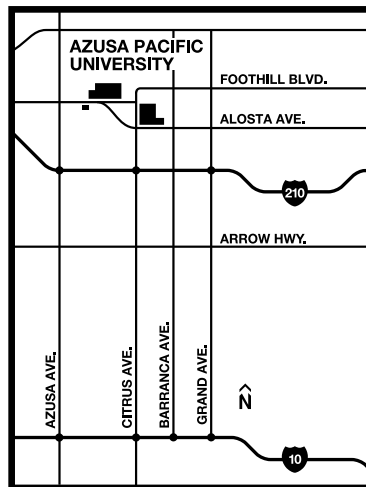 AZUSA PACIFIC
UNIVERSITY
FOOTHILL BLVD.
ALOSTA AVE.
210
ARROW HWY.
AZUSA AVE.
CITRUS AVE.
BARRANCA AVE.
GRAND AVE.
N
10